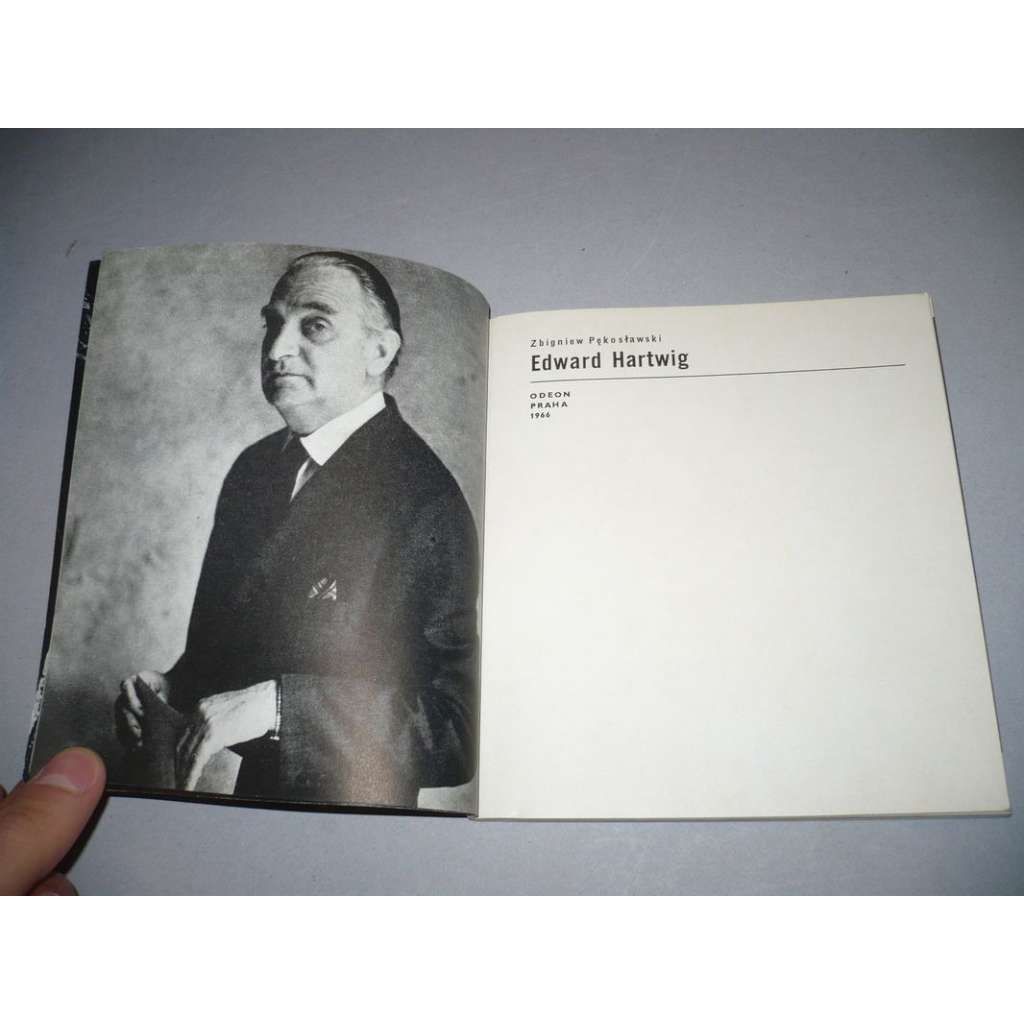 Zbigniew Pękosławski
Edward Hartwig
ODEON
PRAHA
1966